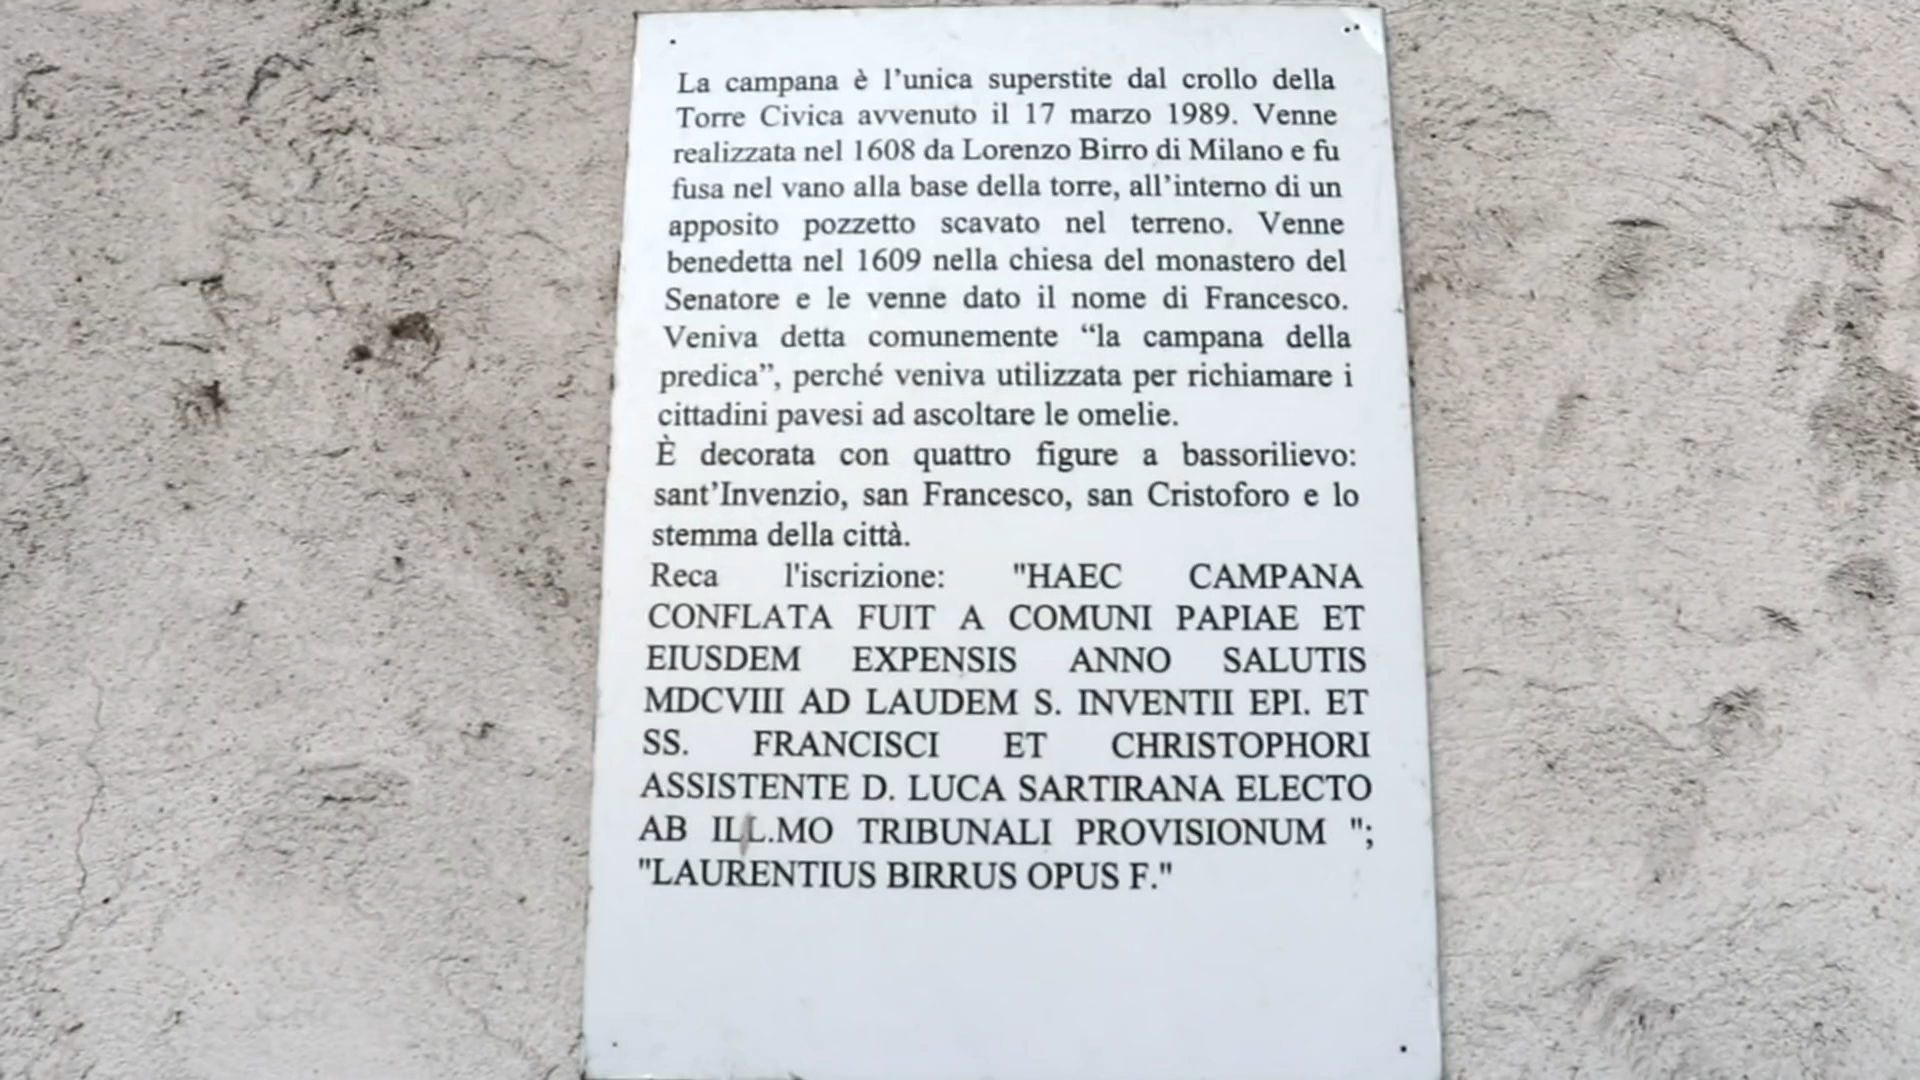 La campana è l’unica superstite dal crollo della
Torre Civica avvenuto il 17 marzo 1989. Venne
realizzata nel 1608 da Lorenzo Birro di Milano e fu
fusa nel vano alla base della torre, all’interno di un
apposito pozzetto scavato nel terreno. Venne
benedetta nel 1609 nella chiesa del monastero del
Senatore e le venne dato il nome di Francesco.
Veniva detta comunemente “la campana della
predica”, perché veniva utilizzata per richiamare i
cittadini pavesi ad ascoltare le omelie.
È decorata con quattro figure a bassorilievo:
sant’Invenzio, san Francesco, san Cristoforo e lo
stemma della città.
Reca l'iscrizione: "HAEC CAMPANA
CONFLATA FUIT A COMUNI PAPIAE ET
EIUSDEM EXPENSIS ANNO SALUTIS
MDCVIII AD LAUDEM S. INVENTII EPI. ET
SS. FRANCISCI ET CHRISTOPHORI
ASSISTENTE D. LUCA SARTIRANA ELECTO
AB ILL.MO TRIBUNALI PROVISIONUM ";
"LAURENTIUS BIRRUS OPUS F."